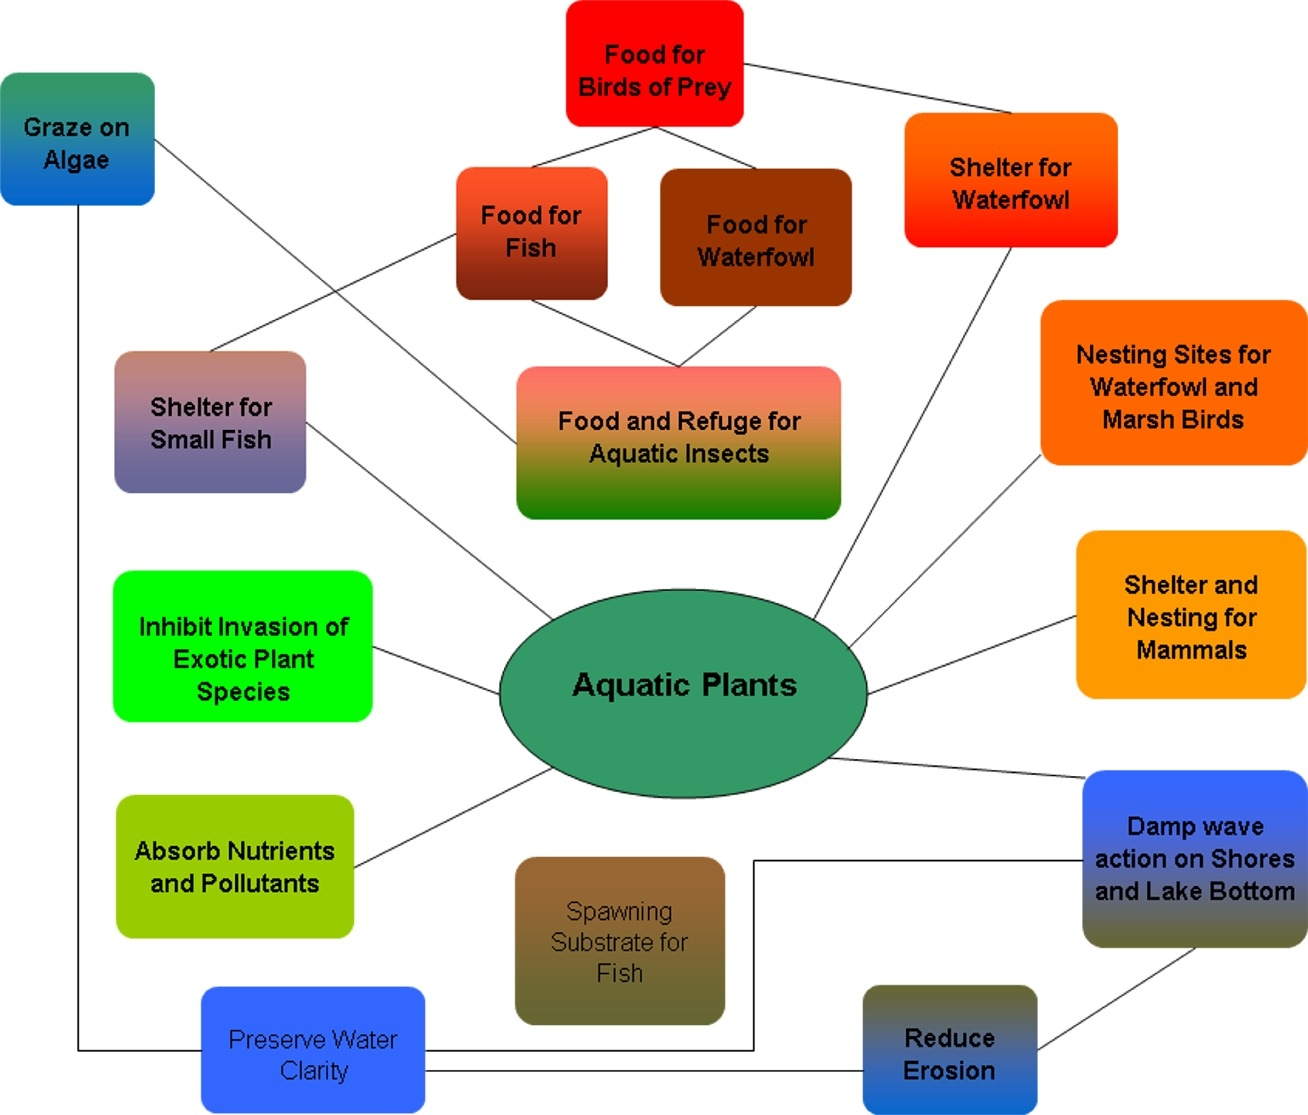 Food for
Birds of Prey
Graze on
Algae
Shelter for
Waterfowl
Food for
Fish
Food for
Waterfowl
Nesting Sites for
Waterfowl and
Marsh Birds
Shelter for
Small Fish
Food and Refuge for
Aquatic Insects
Shelter and
Nesting for
Mammals
Inhibit Invasion of
Exotic Plant
Species
Aquatic Plants
Damp wave
action on Shores
and Lake Bottom
Absorb Nutrients
and Pollutants
Spawning
Substrate for
Fish
Preserve Water
Clarity
Reduce
Erosion